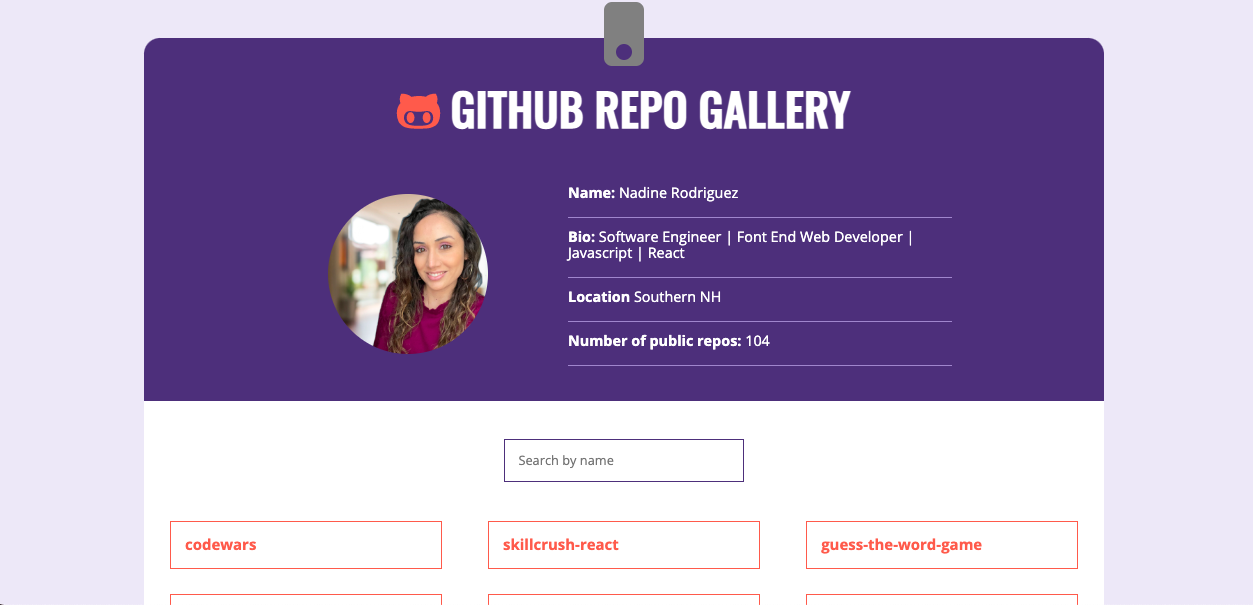 GITHUB REPO GALLERY
Name: Nadine Rodriguez
Bio: Software Engineer | Font End Web Developer |
Javascript | React
Location Southern NH
Number of public repos: 104
Search by name
codewars
skillcrush-react
guess-the-word-game